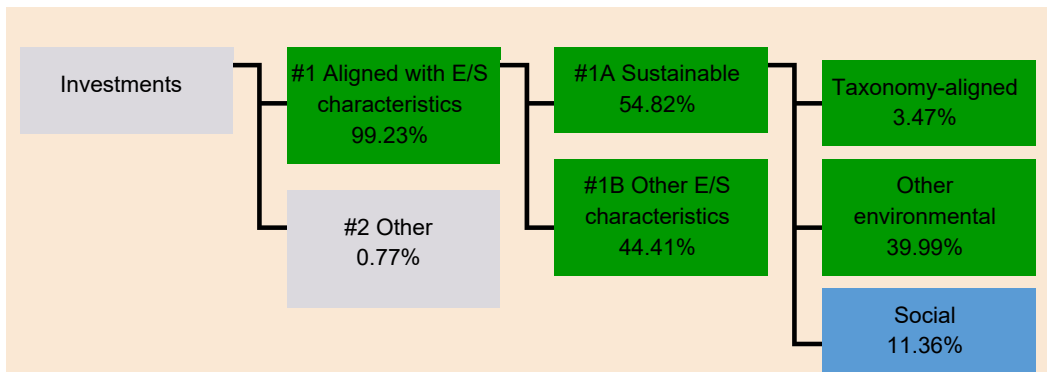 Investments
#1 Aligned with E/S
characteristics
99.23%
#2 Other
0.77%
#1A Sustainable
54.82%
#1B Other E/S
characteristics
44.41%
Taxonomy-aligned
3.47%
Other
environmental
39.99%
Social
11.36%